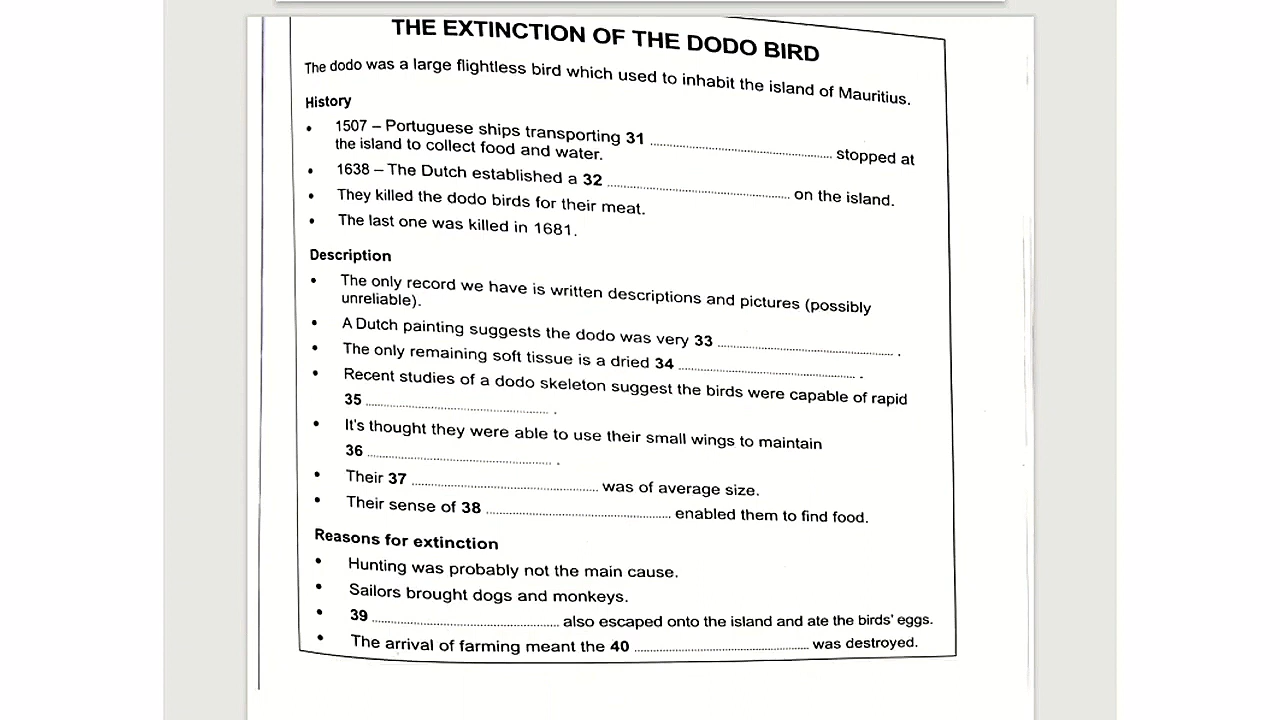 THE EXTINCTION OF THE DODO BIRD
The dodo was a large flightless bird which used to inhabit the island of Mauritius.
History
• 1507 – Portuguese ships transporting 31 .................... stopped at
the island to collect food and water.
• 1638 – The Dutch established a 32 .................... on the island.
• They killed the dodo birds for their meat.
• The last one was killed in 1681.
Description
• The only record we have is written descriptions and pictures (possibly
unreliable).
• A Dutch painting suggests the dodo was very 33 .................... .
• The only remaining soft tissue is a dried 34 .................... .
• Recent studies of a dodo skeleton suggest the birds were capable of rapid
35 .................... .
• It's thought they were able to use their small wings to maintain
36 .................... .
• Their 37 .................... was of average size.
• Their sense of 38 .................... enabled them to find food.
Reasons for extinction
• Hunting was probably not the main cause.
• Sailors brought dogs and monkeys.
• 39 .................... also escaped onto the island and ate the birds' eggs.
• The arrival of farming meant the 40 .................... was destroyed.